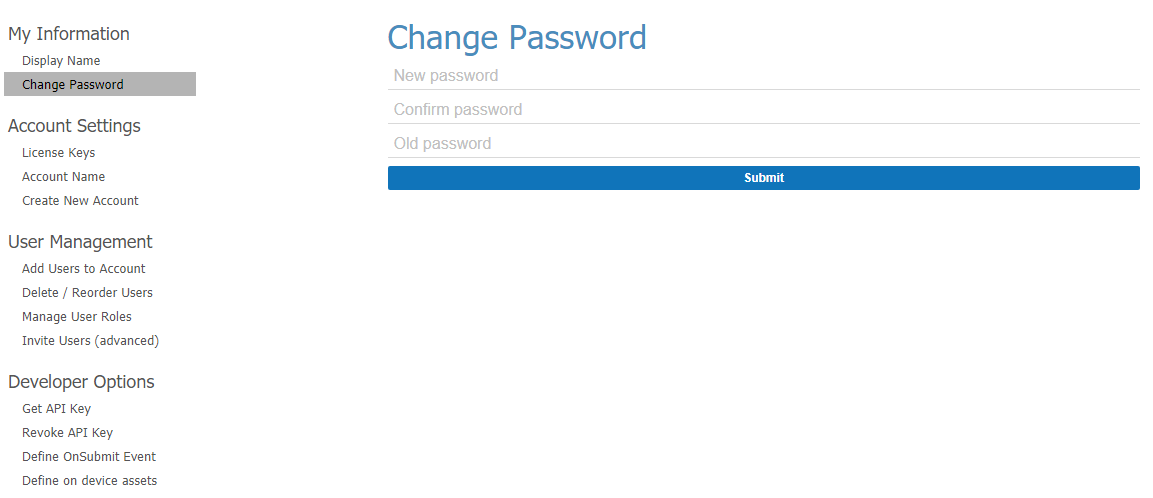 My Information
Display Name
Change Password
Account Settings
License Keys
Account Name
Create New Account
User Management
Add Users to Account
Delete / Reorder Users
Manage User Roles
Invite Users (advanced)
Developer Options
Get API Key
Revoke API Key
Define OnSubmit Event
Define on device assets
Change Password
New password
Confirm password
Old password
Submit